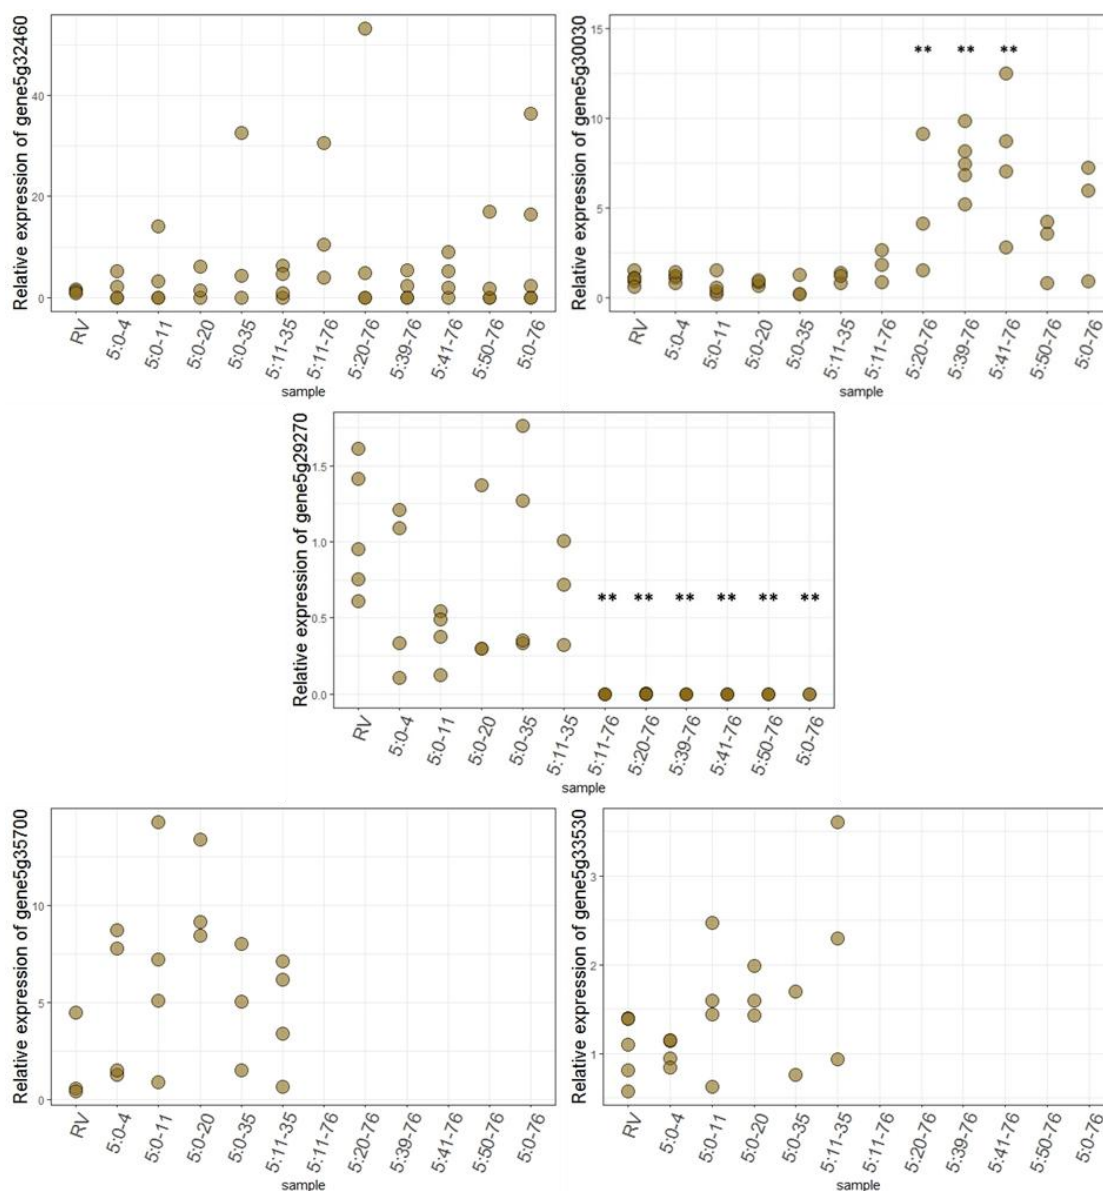 Relative expression of gene5g32460
40
20
0
RV 5:0-4 5:0-11 5:0-20 5:0-35 5:11-35 5:11-76 5:20-76 5:39-76 5:41-76 5:50-76 5:0-76
sample
Relative expression of gene5g30030
15
10
5
0
** ** **
RV 5:0-4 5:0-11 5:0-20 5:0-35 5:11-35 5:11-76 5:20-76 5:39-76 5:41-76 5:50-76 5:0-76
sample
Relative expression of gene5g29270
1.5
1.0
0.5
0.0
** ** ** ** ** **
RV 5:0-4 5:0-11 5:0-20 5:0-35 5:11-35 5:11-76 5:20-76 5:39-76 5:41-76 5:50-76 5:0-76
sample
Relative expression of gene5g35700
10
5
0
RV 5:0-4 5:0-11 5:0-20 5:0-35 5:11-35 5:11-76 5:20-76 5:39-76 5:41-76 5:50-76 5:0-76
sample
Relative expression of gene5g33530
3
2
1
RV 5:0-4 5:0-11 5:0-20 5:0-35 5:11-35 5:11-76 5:20-76 5:39-76 5:41-76 5:50-76 5:0-76
sample